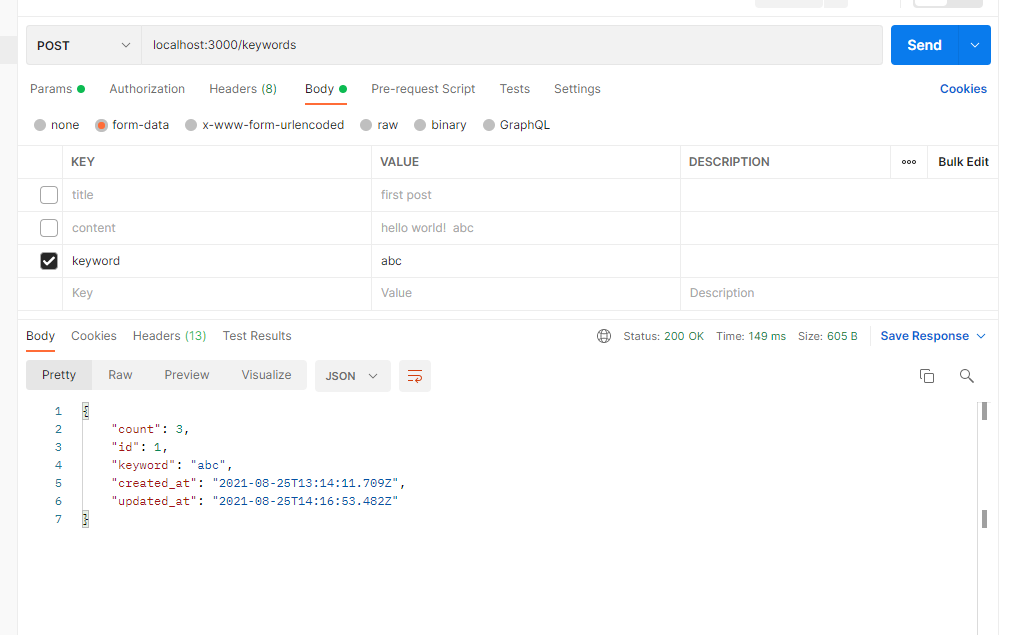 POST localhost:3000/keywords Send
Params Authorization Headers (8) Body Pre-request Script Tests Settings Cookies
none form-data x-www-form-urlencoded raw binary GraphQL
KEY VALUE DESCRIPTION Bulk Edit
title first post
content hello world! abc
keyword abc
Key Value Description
Body Cookies Headers (13) Test Results Status: 200 OK Time: 149 ms Size: 605 B Save Response
Pretty Raw Preview Visualize JSON
1 {
2 "count": 3,
3 "id": 1,
4 "keyword": "abc",
5 "created_at": "2021-08-25T13:14:11.709Z",
6 "updated_at": "2021-08-25T14:16:53.482Z"
7 }